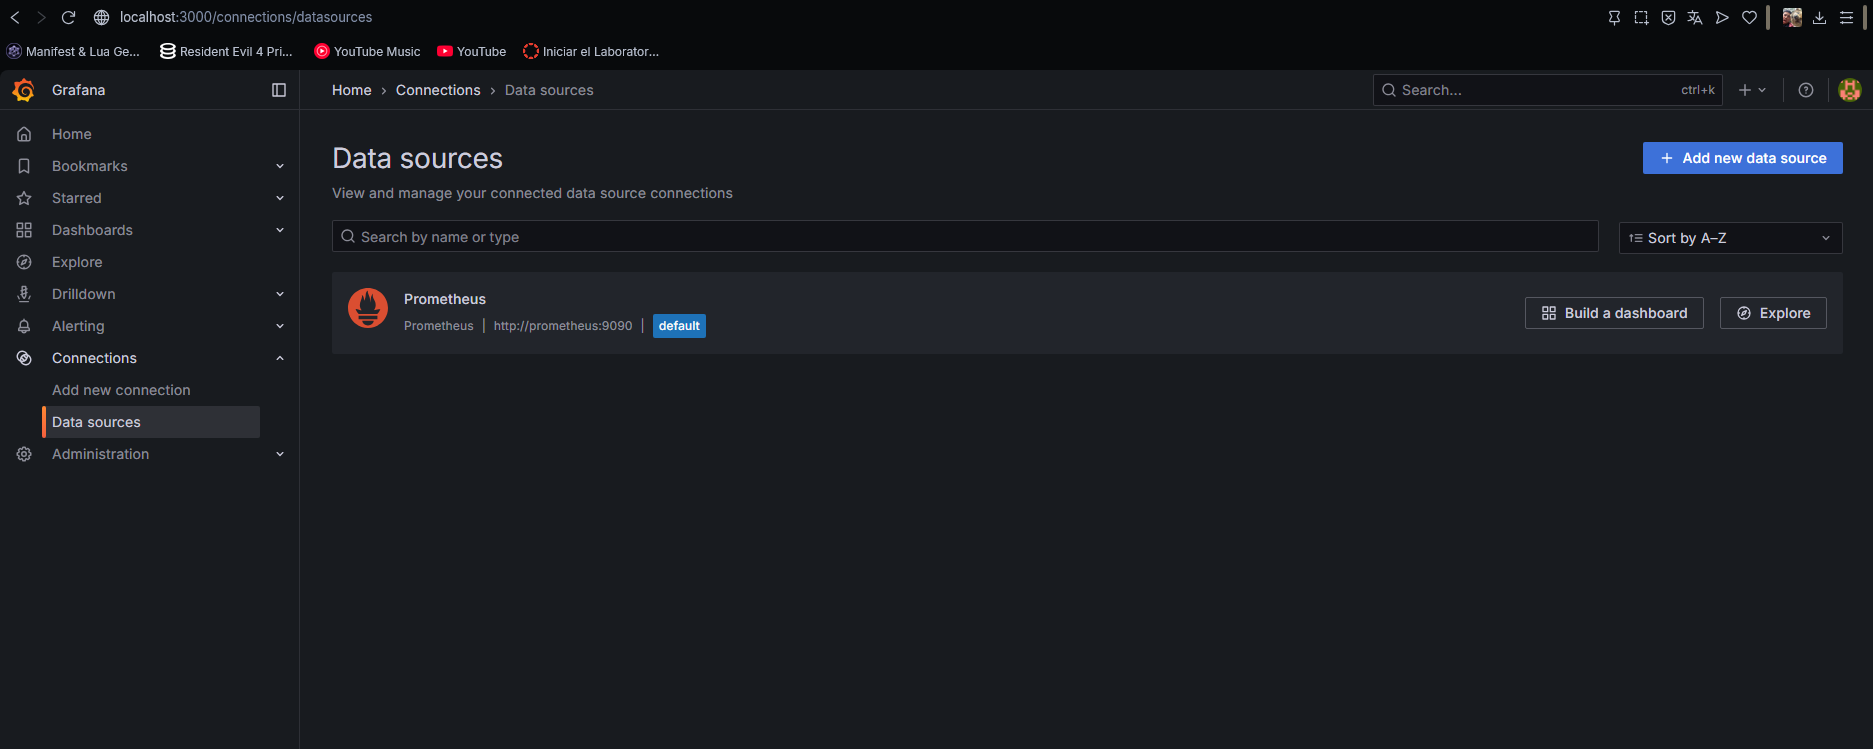 localhost:3000/connections/datasources
Manifest & Lua Ge...
Resident Evil 4 Pri...
YouTube Music
YouTube
Iniciar el Laborator...
Grafana
Home › Connections › Data sources
Search...
ctrl+k
Home
Bookmarks
Starred
Dashboards
Explore
Drilldown
Alerting
Connections
Add new connection
Data sources
Administration
Data sources
Add new data source
View and manage your connected data source connections
Search by name or type
Sort by A–Z
Prometheus
Prometheus | http://prometheus:9090 | default
Build a dashboard
Explore